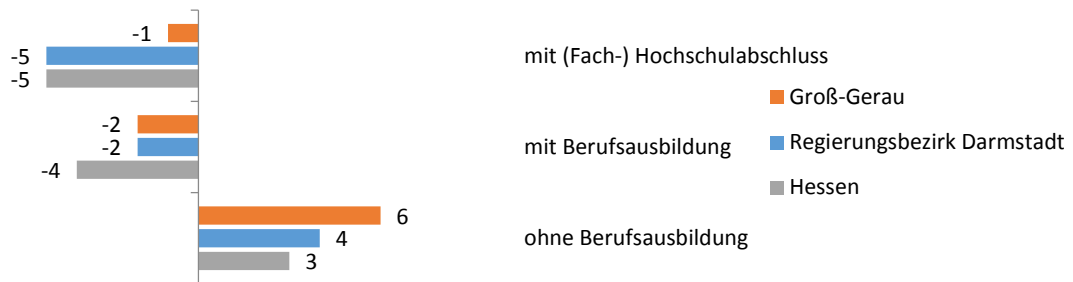 -1
-5
-5
mit (Fach-) Hochschulabschluss
Groß-Gerau
-2
-2
-4
mit Berufsausbildung
Regierungsbezirk Darmstadt
Hessen
6
4
3
ohne Berufsausbildung